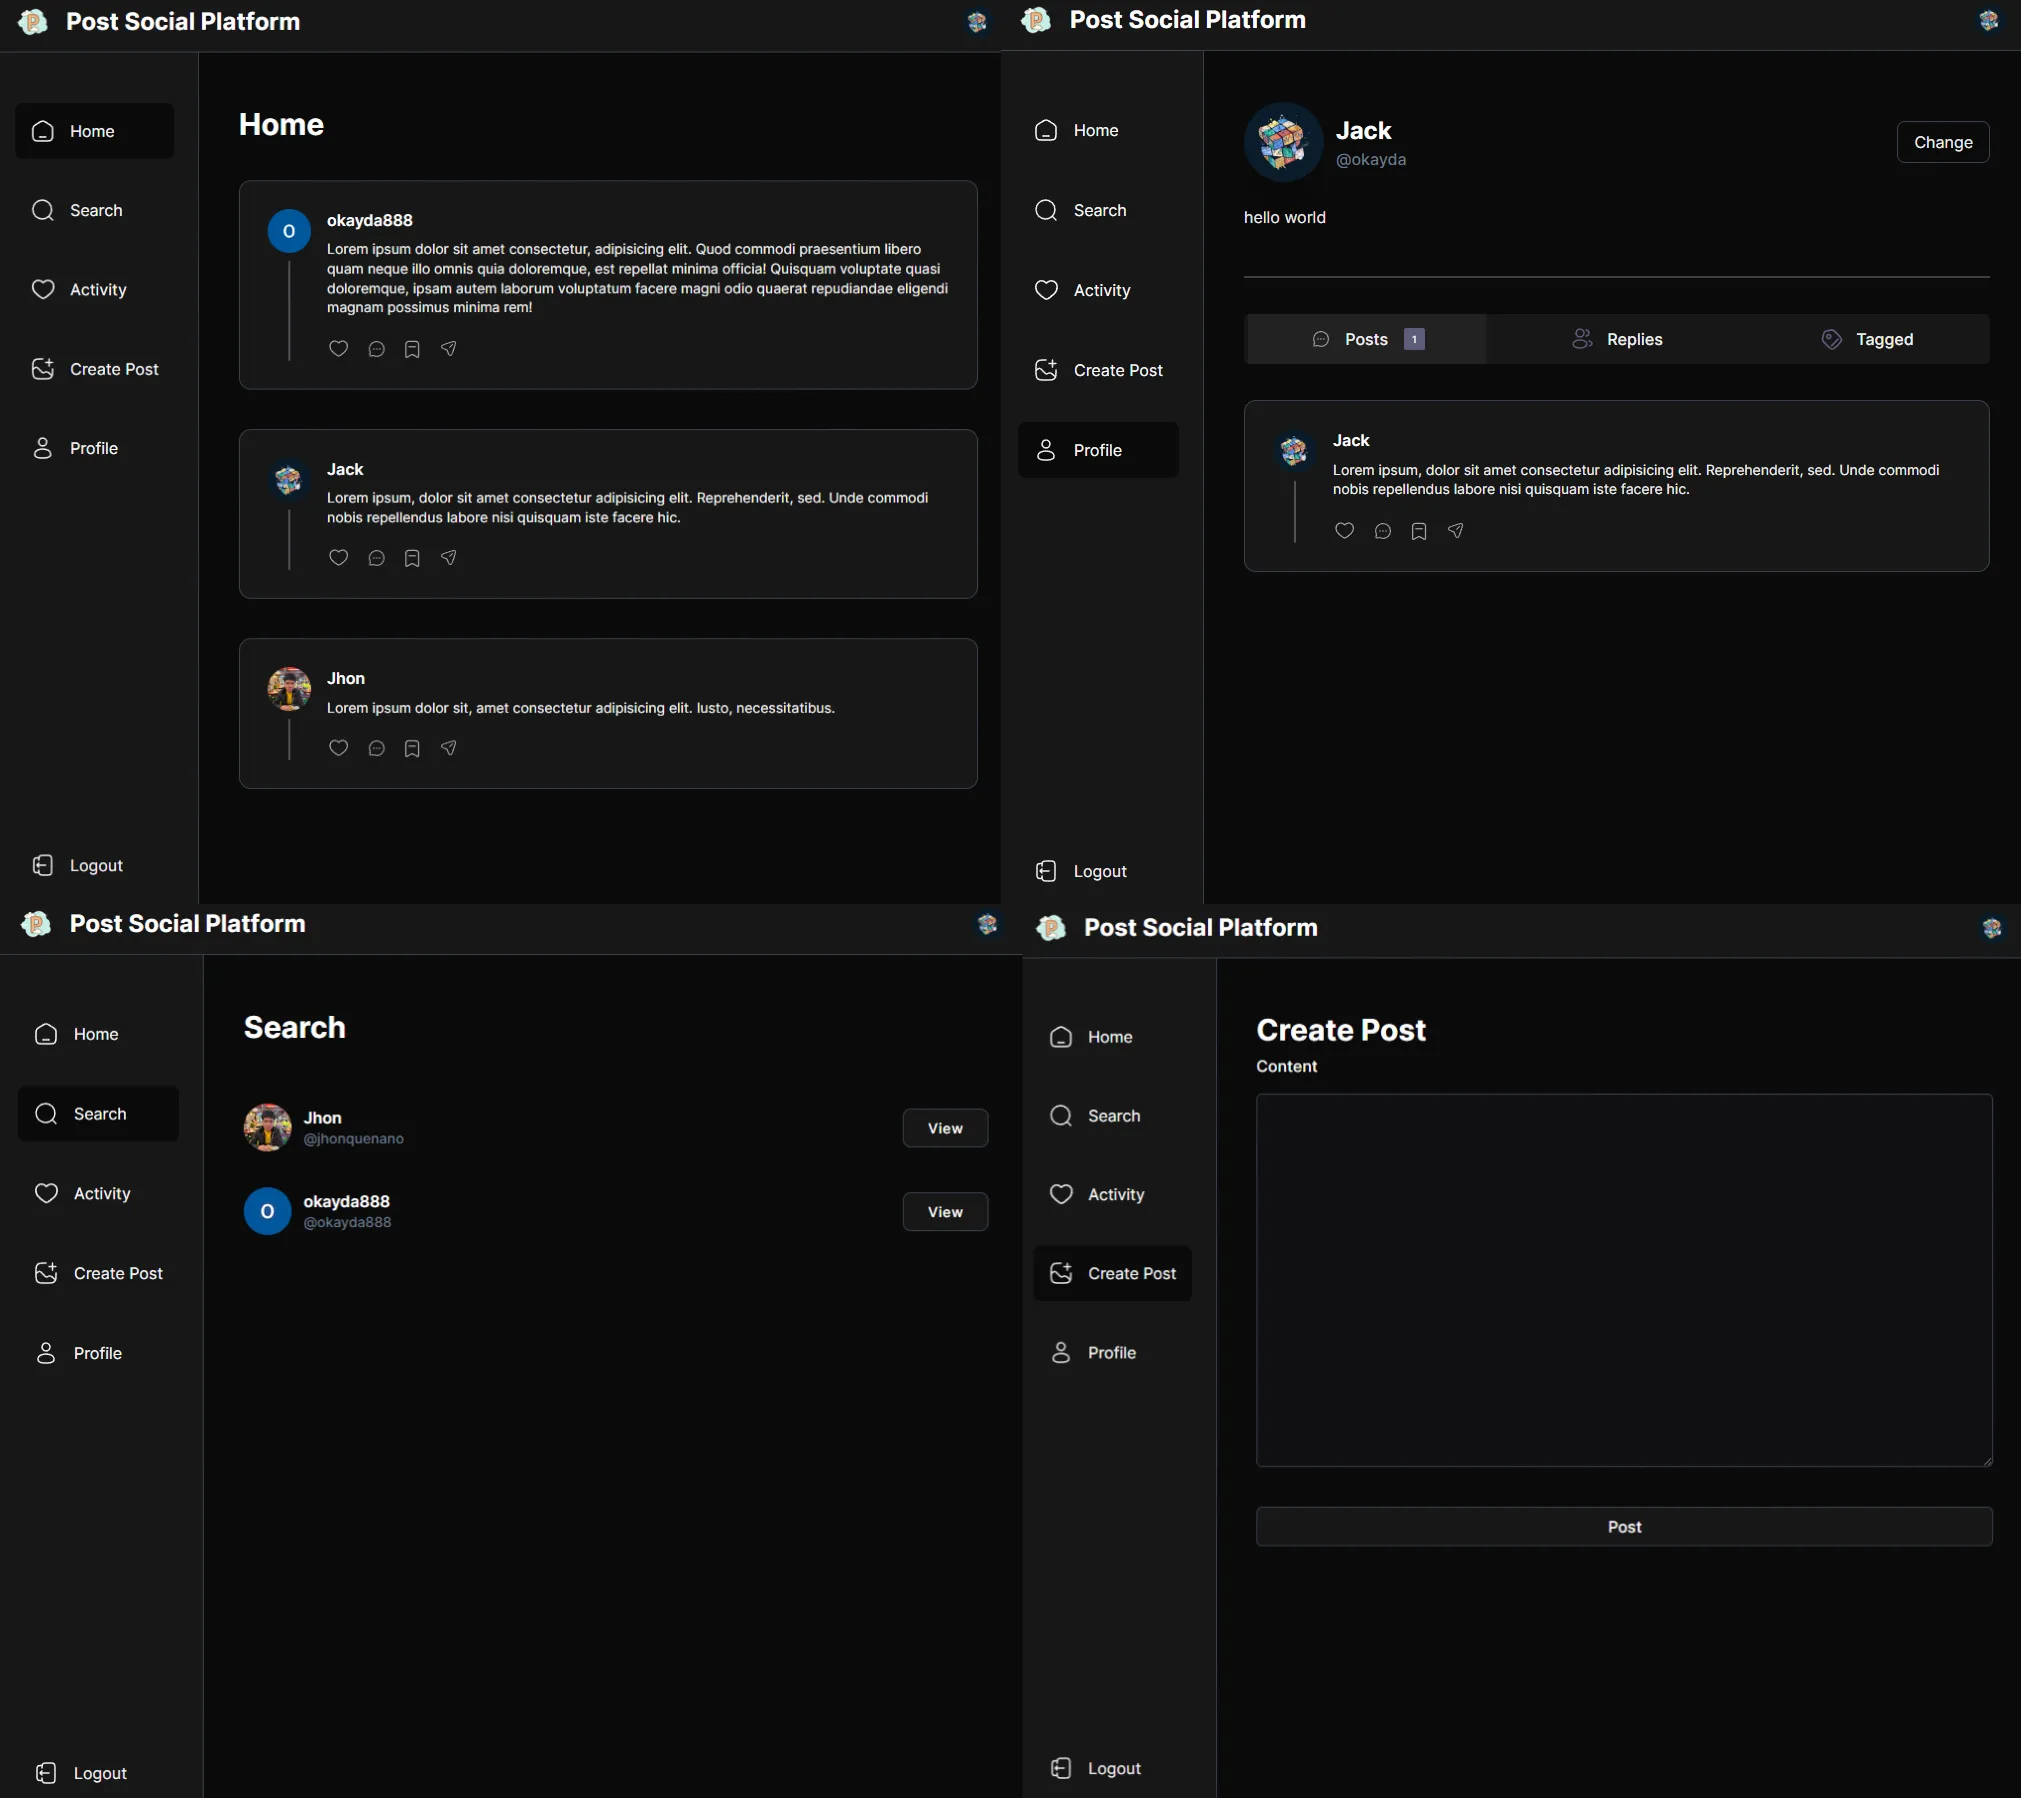 Post Social Platform
Home
Search
Activity
Create Post
Profile
Logout
Home
O
okayda888
Lorem ipsum dolor sit amet consectetur, adipisicing elit. Quod commodi praesentium libero
quam neque illo omnis quia doloremque, est repellat minima officia! Quisquam voluptate quasi
doloremque, ipsam autem laborum voluptatum facere magni odio quaerat repudiandae eligendi
magnam possimus minima rem!
Jack
Lorem ipsum, dolor sit amet consectetur adipisicing elit. Reprehenderit, sed. Unde commodi
nobis repellendus labore nisi quisquam iste facere hic.
Jhon
Lorem ipsum dolor sit, amet consectetur adipisicing elit. Iusto, necessitatibus.
Post Social Platform
Home
Search
Activity
Create Post
Profile
Logout
Jack
@okayda
Change
hello world
Posts 1
Replies
Tagged
Jack
Lorem ipsum, dolor sit amet consectetur adipisicing elit. Reprehenderit, sed. Unde commodi
nobis repellendus labore nisi quisquam iste facere hic.
Post Social Platform
Home
Search
Activity
Create Post
Profile
Logout
Search
Jhon
@jhonquenano
View
O
okayda888
@okayda888
View
Post Social Platform
Home
Search
Activity
Create Post
Profile
Logout
Create Post
Content
Post